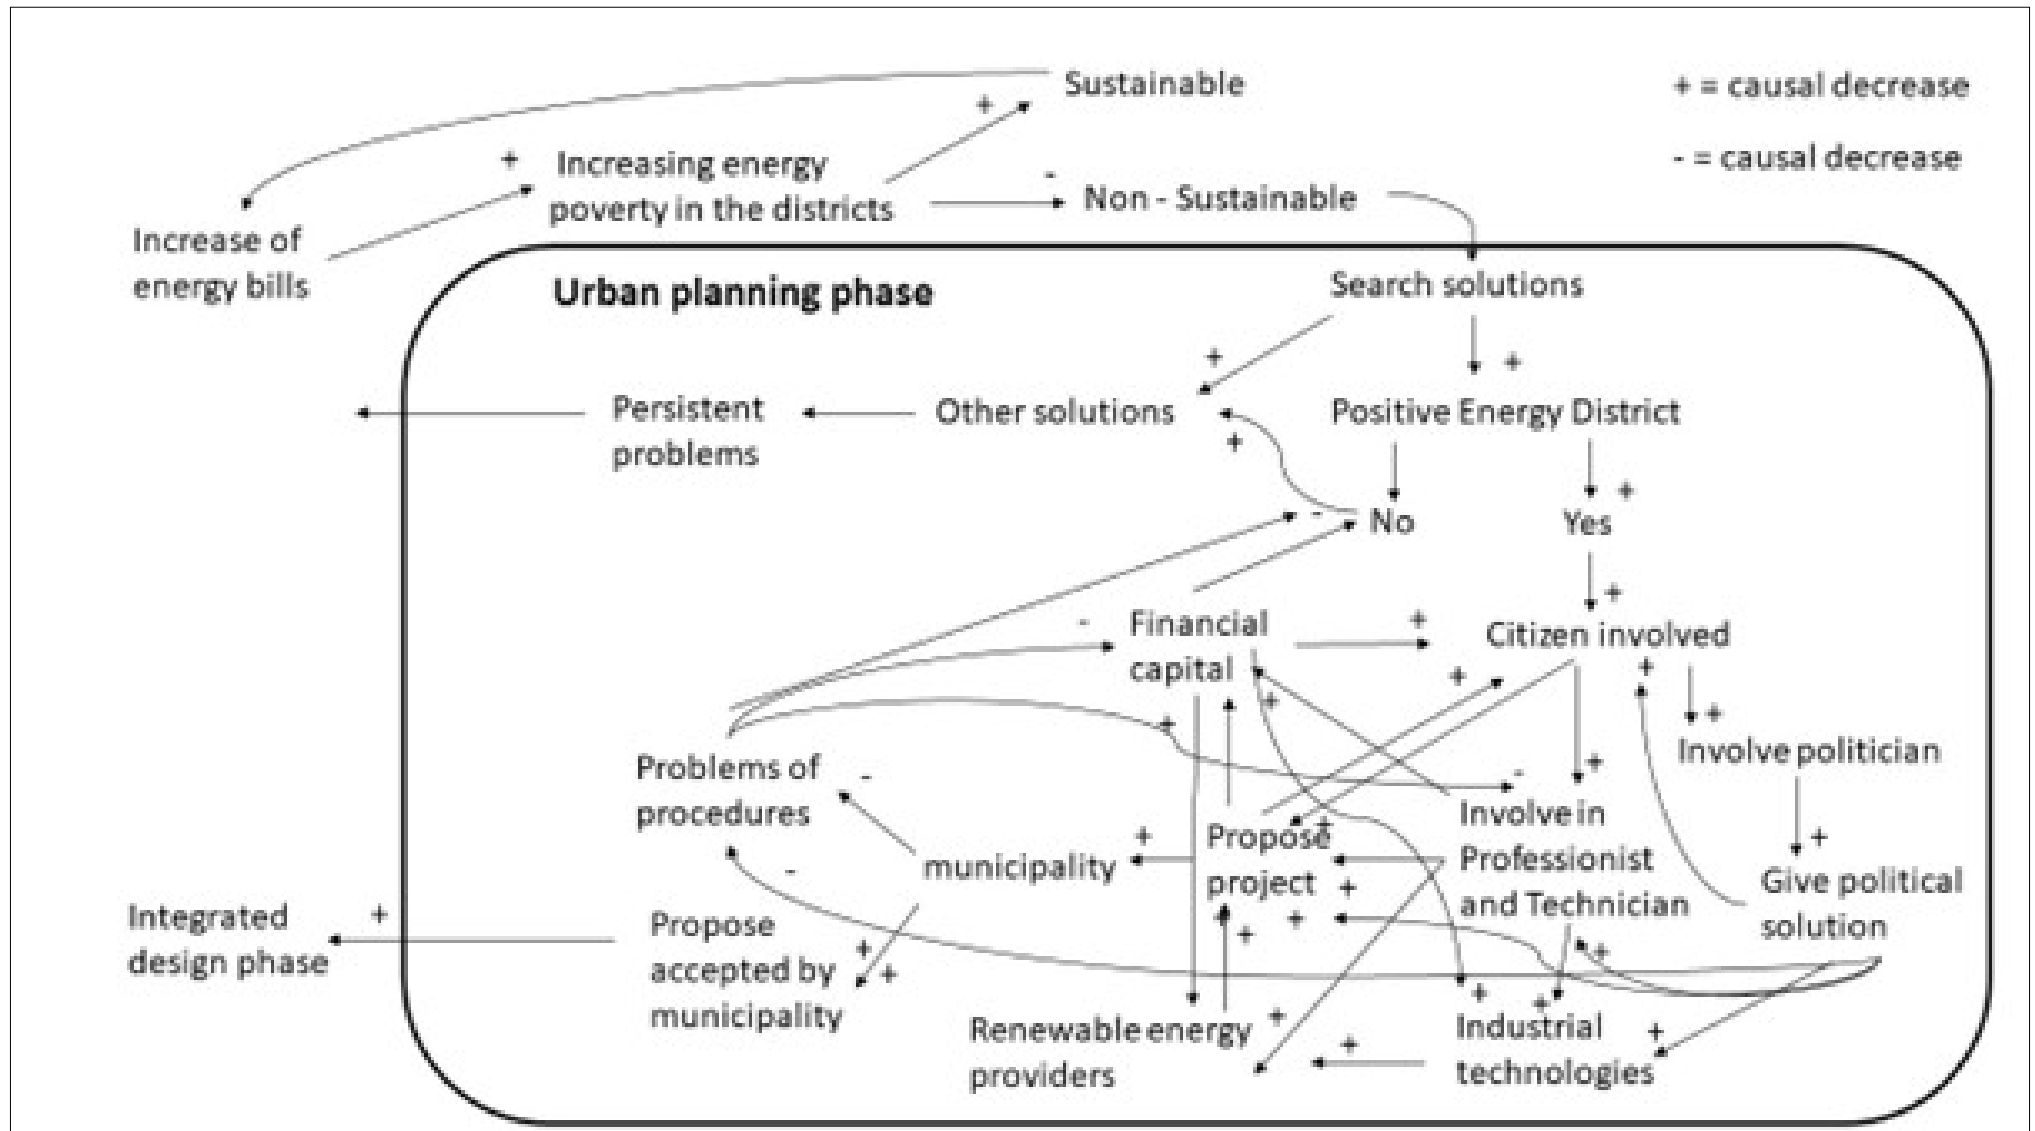 Sustainable
+ = causal decrease
- = causal decrease
+
+
Increasing energy
poverty in the districts
-
Non - Sustainable
Increase of
energy bills
Urban planning phase
Search solutions
+
+
Persistent
problems
Other solutions
Positive Energy District
+
+
-
No
Yes
+
-
Financial
capital
+
Citizen involved
+
+
+
+
+
Involve politician
Problems of
procedures
-
-
+
Involve in
Professionist
and Technician
+
+
Propose
project
+
municipality
+
+
+
+
Give political
solution
-
Integrated
design phase
+
Propose
accepted by
municipality
+
+
+
Renewable energy
providers
+
+
+
+
Industrial
technologies
+